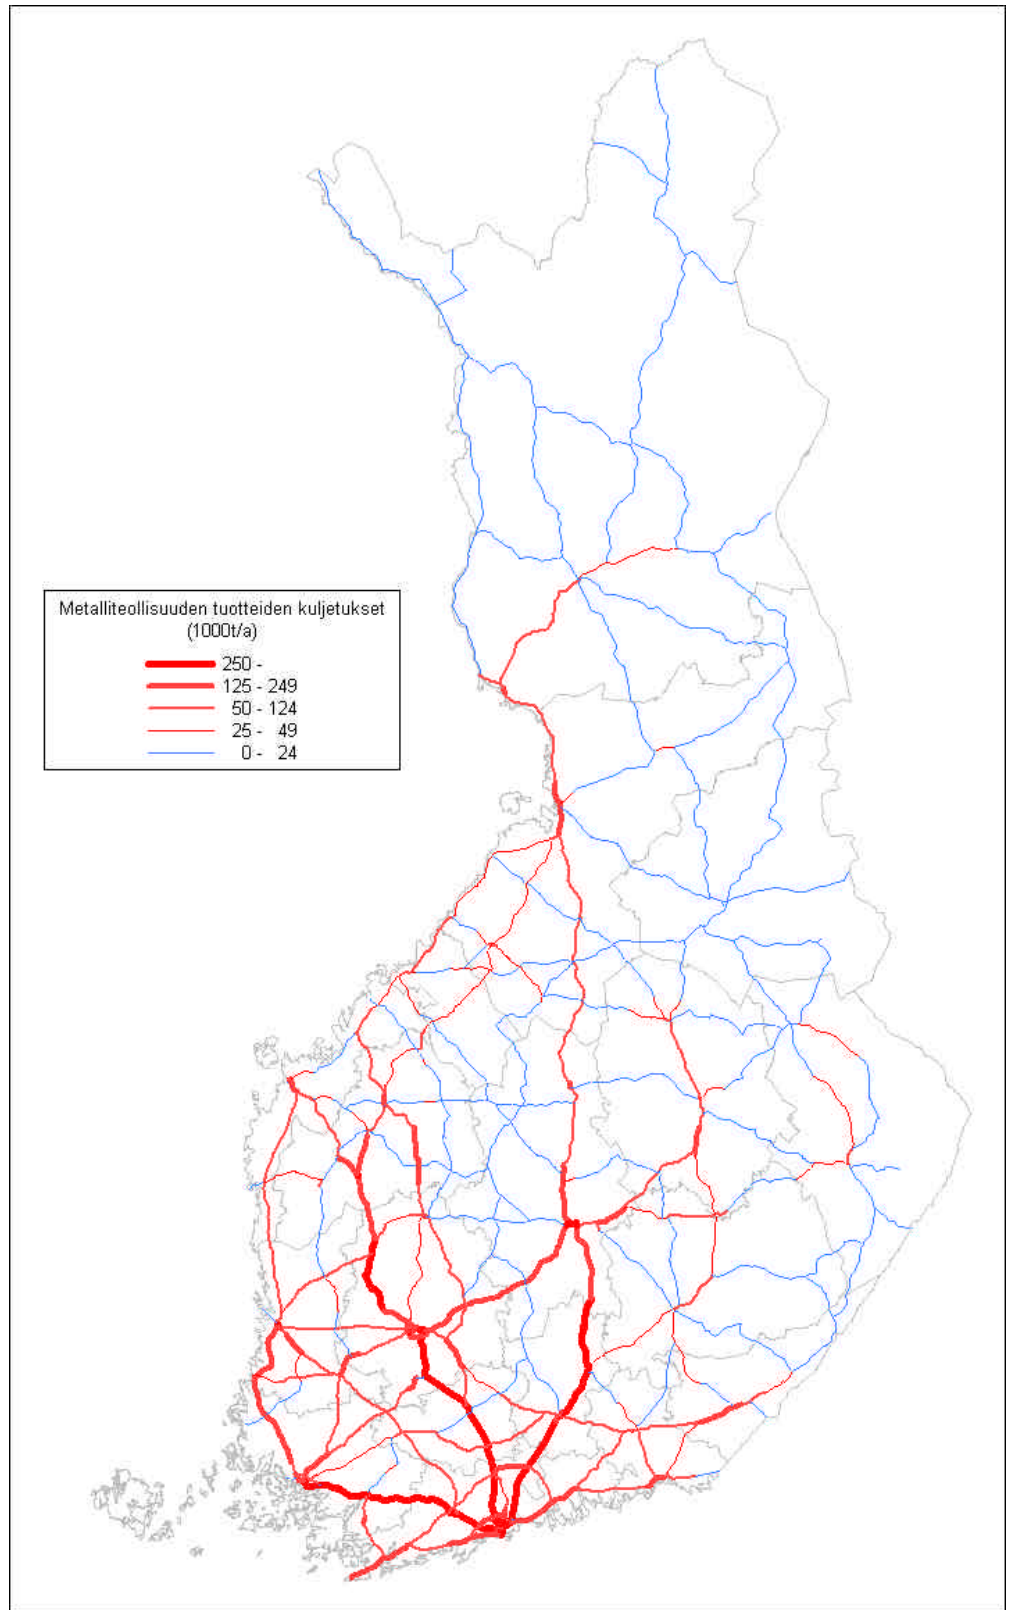 Metalliteollisuuden tuotteiden kuljetukset
(1000t/a)
250 -
125 - 249
50 - 124
25 - 49
0 - 24